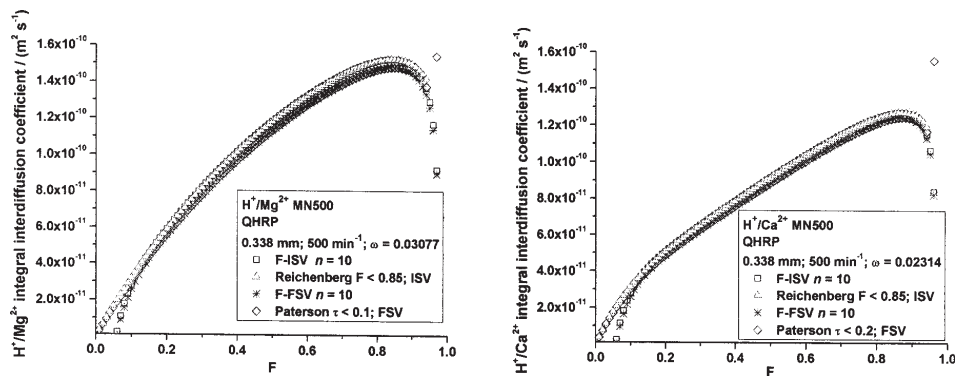 H⁺/Mg²⁺ integral interdiffusion coefficient / (m² s⁻¹)
1.6x10⁻¹⁰
1.4x10⁻¹⁰
1.2x10⁻¹⁰
1.0x10⁻¹⁰
8.0x10⁻¹¹
6.0x10⁻¹¹
4.0x10⁻¹¹
2.0x10⁻¹¹
0.0
0.2
0.4
0.6
0.8
1.0
F
H⁺/Mg²⁺ MN500
QHRP
0.338 mm; 500 min⁻¹; ω = 0.03077
F-ISV n = 10
Reichenberg F < 0.85; ISV
F-FSV n = 10
Paterson τ < 0.1; FSV
H⁺/Ca²⁺ integral interdiffusion coefficient / (m² s⁻¹)
1.6x10⁻¹⁰
1.4x10⁻¹⁰
1.2x10⁻¹⁰
1.0x10⁻¹⁰
8.0x10⁻¹¹
6.0x10⁻¹¹
4.0x10⁻¹¹
2.0x10⁻¹¹
0.0
0.2
0.4
0.6
0.8
1.0
F
H⁺/Ca²⁺ MN500
QHRP
0.338 mm; 500 min⁻¹; ω = 0.02314
F-ISV n = 10
Reichenberg F < 0.85; ISV
F-FSV n = 10
Paterson τ < 0.2; FSV